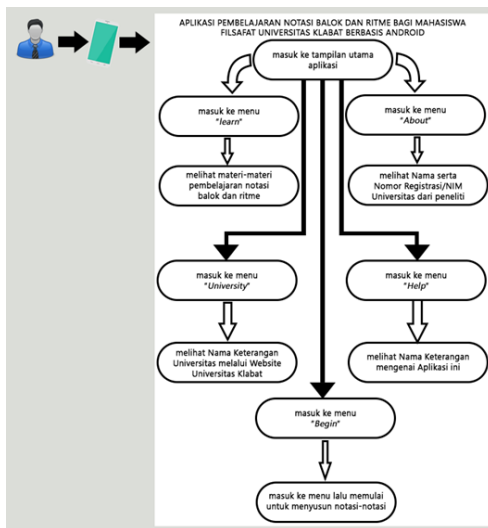 APLIKASI PEMBELAJARAN NOTASI BALOK DAN RITME BAGI MAHASISWA
FILSAFAT UNIVERSITAS KLABAT BERBASIS ANDROID
masuk ke tampilan utama
aplikasi
masuk ke menu
"learn"
masuk ke menu
"About"
melihat materi-materi
pembelajaran notasi
balok dan ritme
melihat Nama serta
Nomor Registrasi/NIM
Universitas dari peneliti
masuk ke menu
"University"
masuk ke menu
"Help"
melihat Nama Keterangan
Universitas melalui Website
Universitas Klabat
melihat Nama Keterangan
mengenai Aplikasi ini
masuk ke menu
"Begin"
masuk ke menu lalu memulai
untuk menyusun notasi-notasi